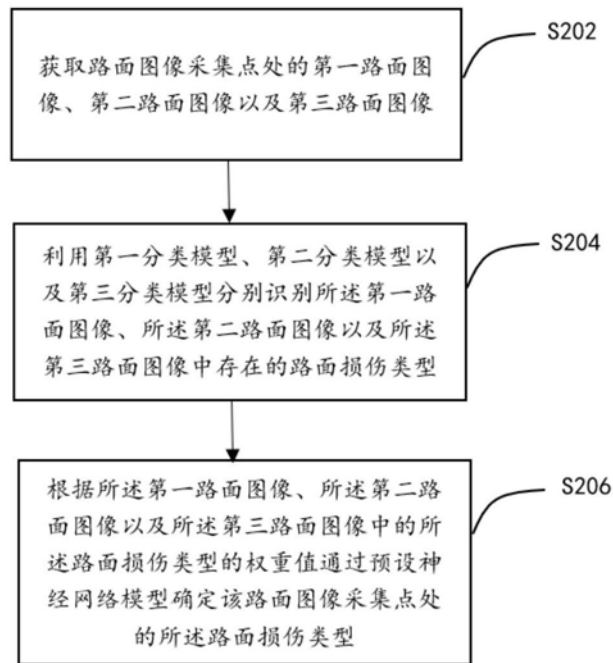 获取路面图像采集点处的第一路面图
像、第二路面图像以及第三路面图像
S202
利用第一分类模型、第二分类模型以
及第三分类模型分别识别所述第一路
面图像、所述第二路面图像以及所述
第三路面图像中存在的路面损伤类型
S204
根据所述第一路面图像、所述第二路
面图像以及所述第三路面图像中的所
述路面损伤类型的权重值通过预设神
经网络模型确定该路面图像采集点处
的所述路面损伤类型
S206